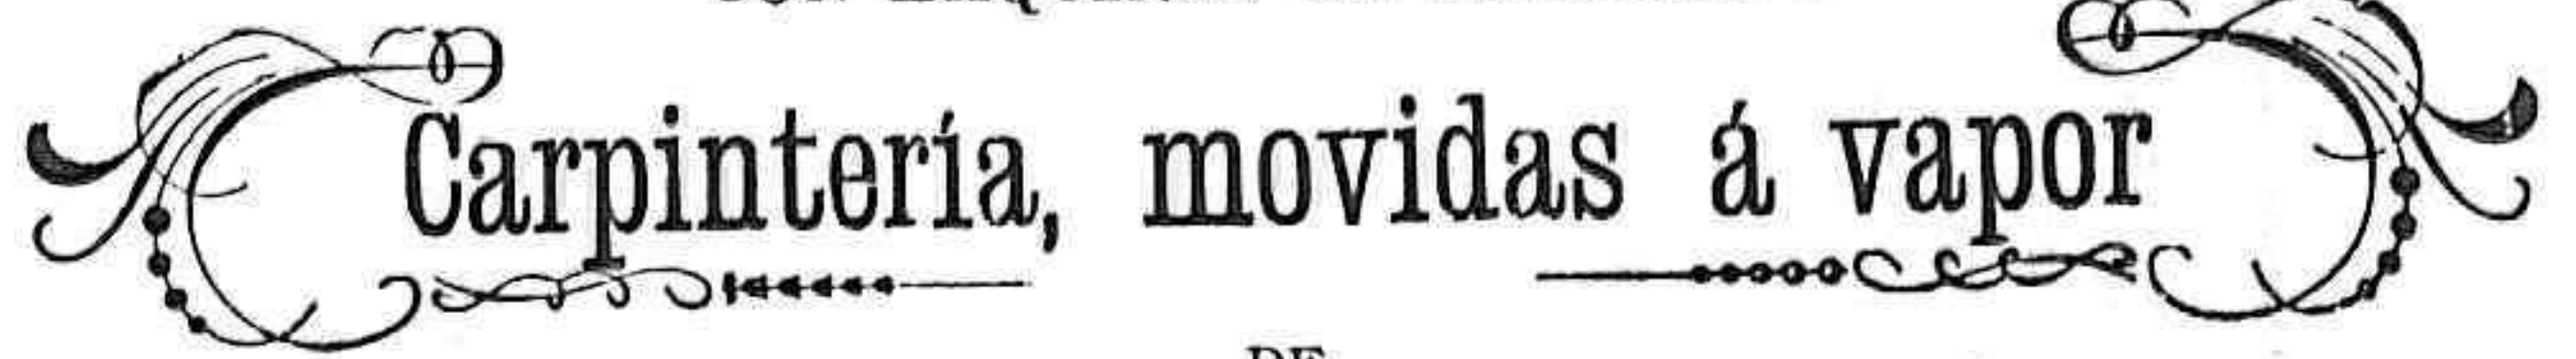 Carpintería, movidas á vapor
DE